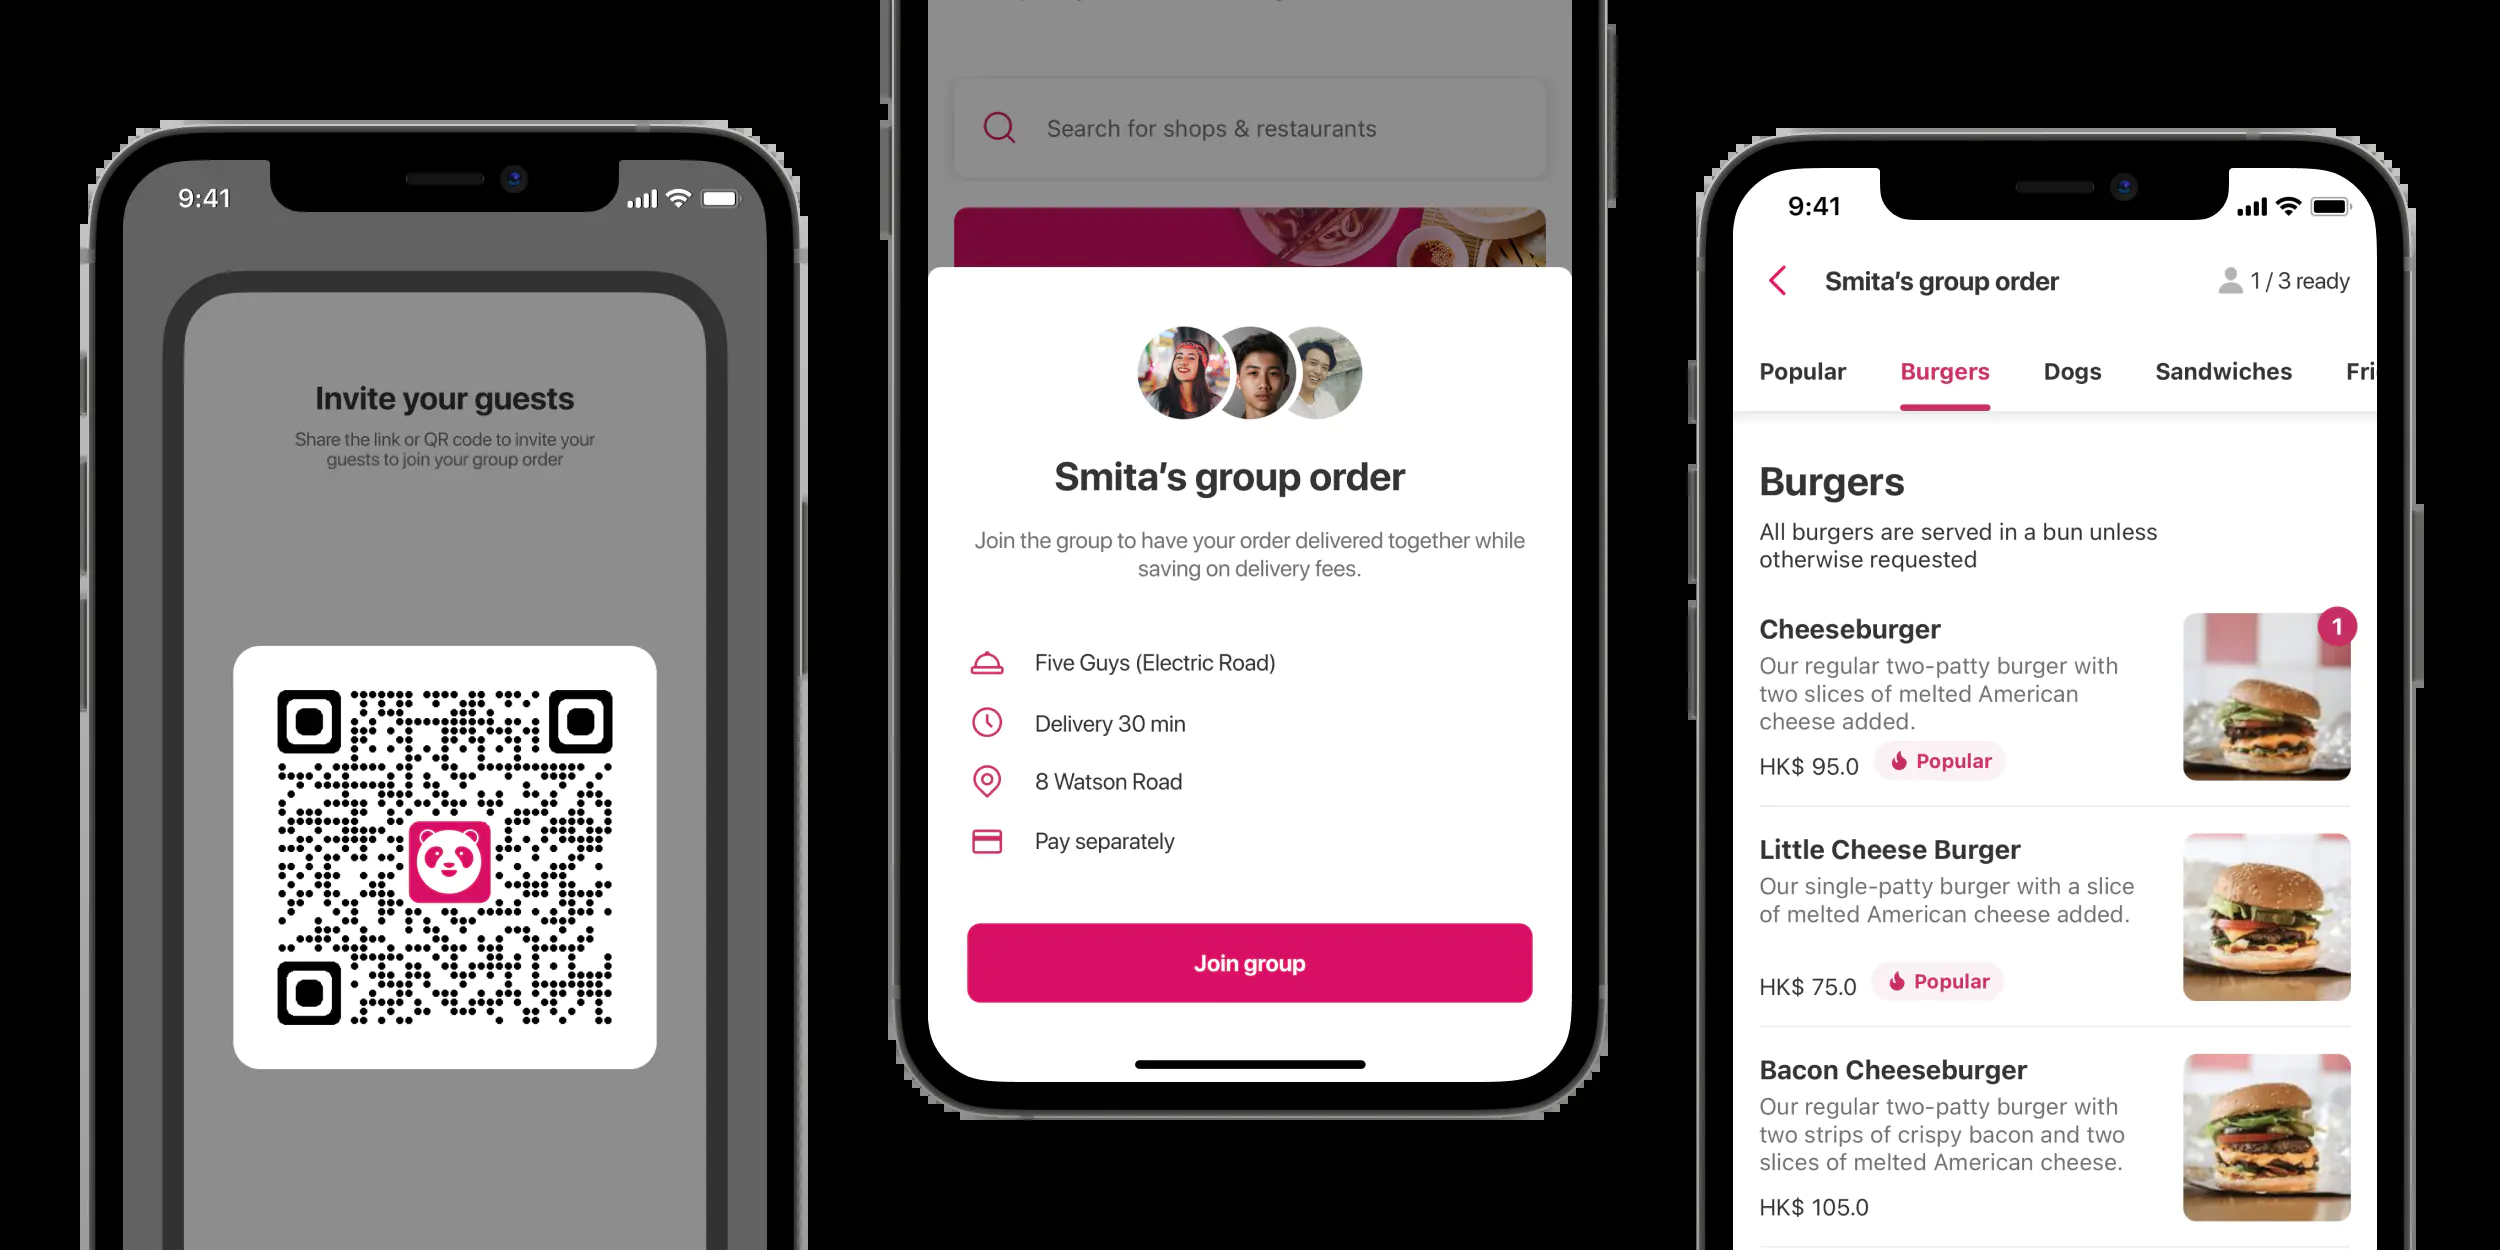 9:41
Invite your guests
Share the link or QR code to invite your
guests to join your group order
Search for shops & restaurants
Smita's group order
Join the group to have your order delivered together while
saving on delivery fees.
Five Guys (Electric Road)
Delivery 30 min
8 Watson Road
Pay separately
Join group
9:41
Smita's group order
1 / 3 ready
Popular Burgers Dogs Sandwiches Fri
Burgers
All burgers are served in a bun unless
otherwise requested
Cheeseburger
1
Our regular two-patty burger with
two slices of melted American
cheese added.
HK$ 95.0 Popular
Little Cheese Burger
Our single-patty burger with a slice
of melted American cheese added.
HK$ 75.0 Popular
Bacon Cheeseburger
Our regular two-patty burger with
two strips of crispy bacon and two
slices of melted American cheese.
HK$ 105.0